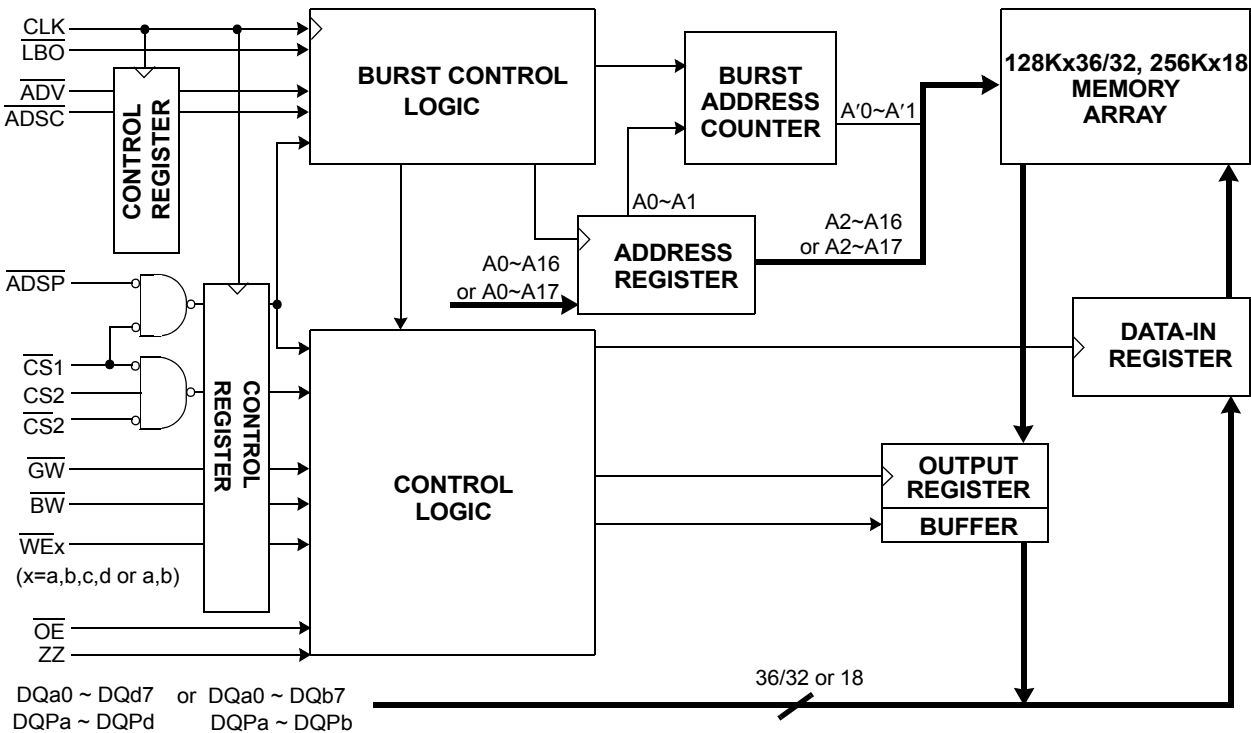 CLK
LBO
ADV
ADSC
CONTROL
REGISTER
BURST CONTROL
LOGIC
BURST
ADDRESS
COUNTER
A′0~A′1
128Kx36/32, 256Kx18
MEMORY
ARRAY
A0~A1
A2~A16
or A2~A17
ADDRESS
REGISTER
A0~A16
or A0~A17
ADSP
CS1
CS2
CS2
CONTROL
REGISTER
GW
BW
WEx
(x=a,b,c,d or a,b)
OE
ZZ
CONTROL
LOGIC
DATA-IN
REGISTER
OUTPUT
REGISTER
BUFFER
36/32 or 18
DQa0 ~ DQd7 or DQa0 ~ DQb7
DQPa ~ DQPd DQPa ~ DQPb